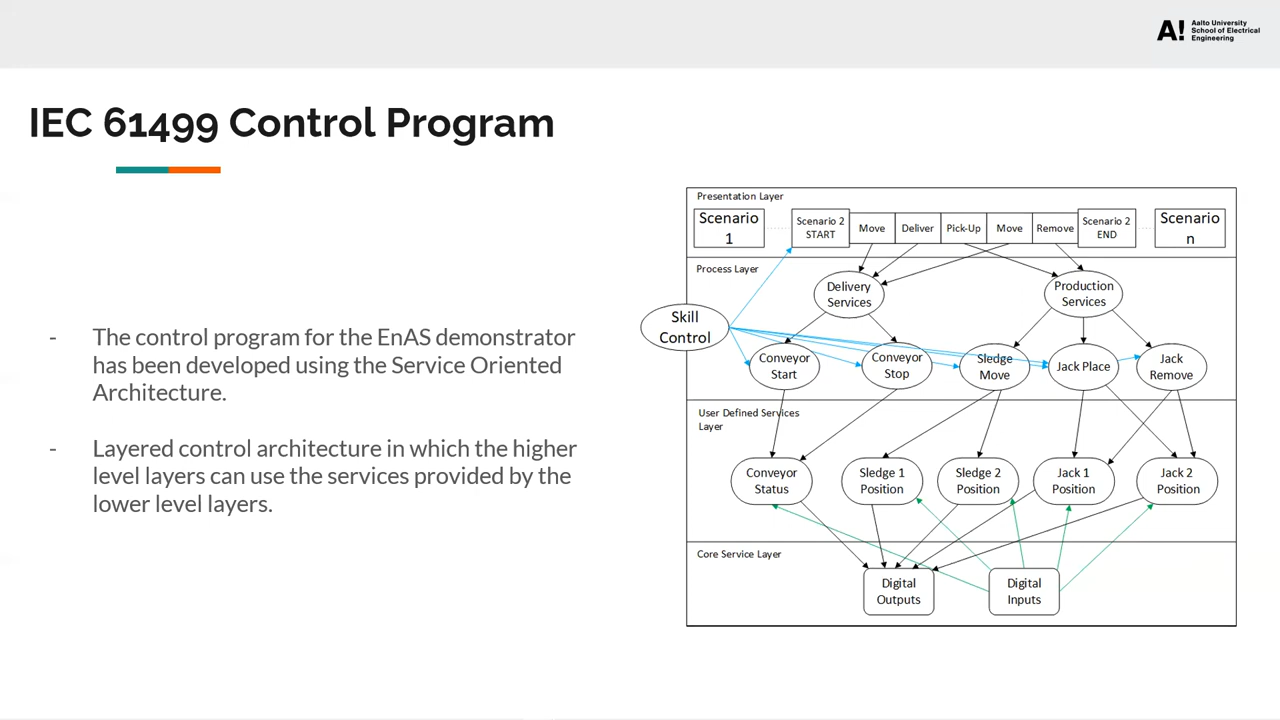 Aalto University
School of Electrical
Engineering
A!
IEC 61499 Control Program
- The control program for the EnAS demonstrator
has been developed using the Service Oriented
Architecture.
- Layered control architecture in which the higher
level layers can use the services provided by the
lower level layers.
Presentation Layer
Scenario
1
Scenario 2
START
Move
Deliver
Pick-Up
Move
Remove
Scenario 2
END
Scenario
n
Process Layer
Delivery
Services
Production
Services
Skill
Control
Conveyor
Start
Conveyor
Stop
Sledge
Move
Jack Place
Jack
Remove
User Defined Services
Layer
Conveyor
Status
Sledge 1
Position
Sledge 2
Position
Jack 1
Position
Jack 2
Position
Core Service Layer
Digital
Outputs
Digital
Inputs